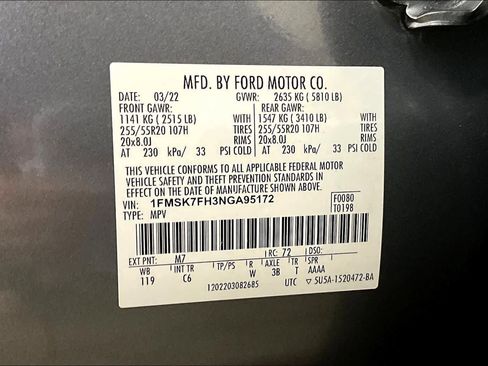 MFD. BY FORD MOTOR CO.
DATE: 03/22 GVWR: 2635 KG ( 5810 LB)
FRONT GAWR: REAR GAWR:
1141 KG ( 2515 LB) WITH 1547 KG ( 3410 LB) WITH
255/55R20 107H TIRES 255/55R20 107H TIRES
20x8.0J RIMS 20x8.0J RIMS
AT 230 kPa/ 33 PSI COLD AT 230 kPa/ 33 PSI COLD
THIS VEHICLE CONFORMS TO ALL APPLICABLE FEDERAL MOTOR
VEHICLE SAFETY AND THEFT PREVENTION STANDARDS IN
EFFECT ON THE DATE OF MANUFACTURE SHOWN ABOVE.
VIN: 1FMSK7FH3NGA95172 F0080
TYPE: MPV T0198
EXT PNT: M7 RC: 72 DSO:
WB INT TR TP/PS R AXLE TR SPR
119 C6 W 3B T AAAA
1202203082685 UTC ▽ 5U5A-1520472-BA